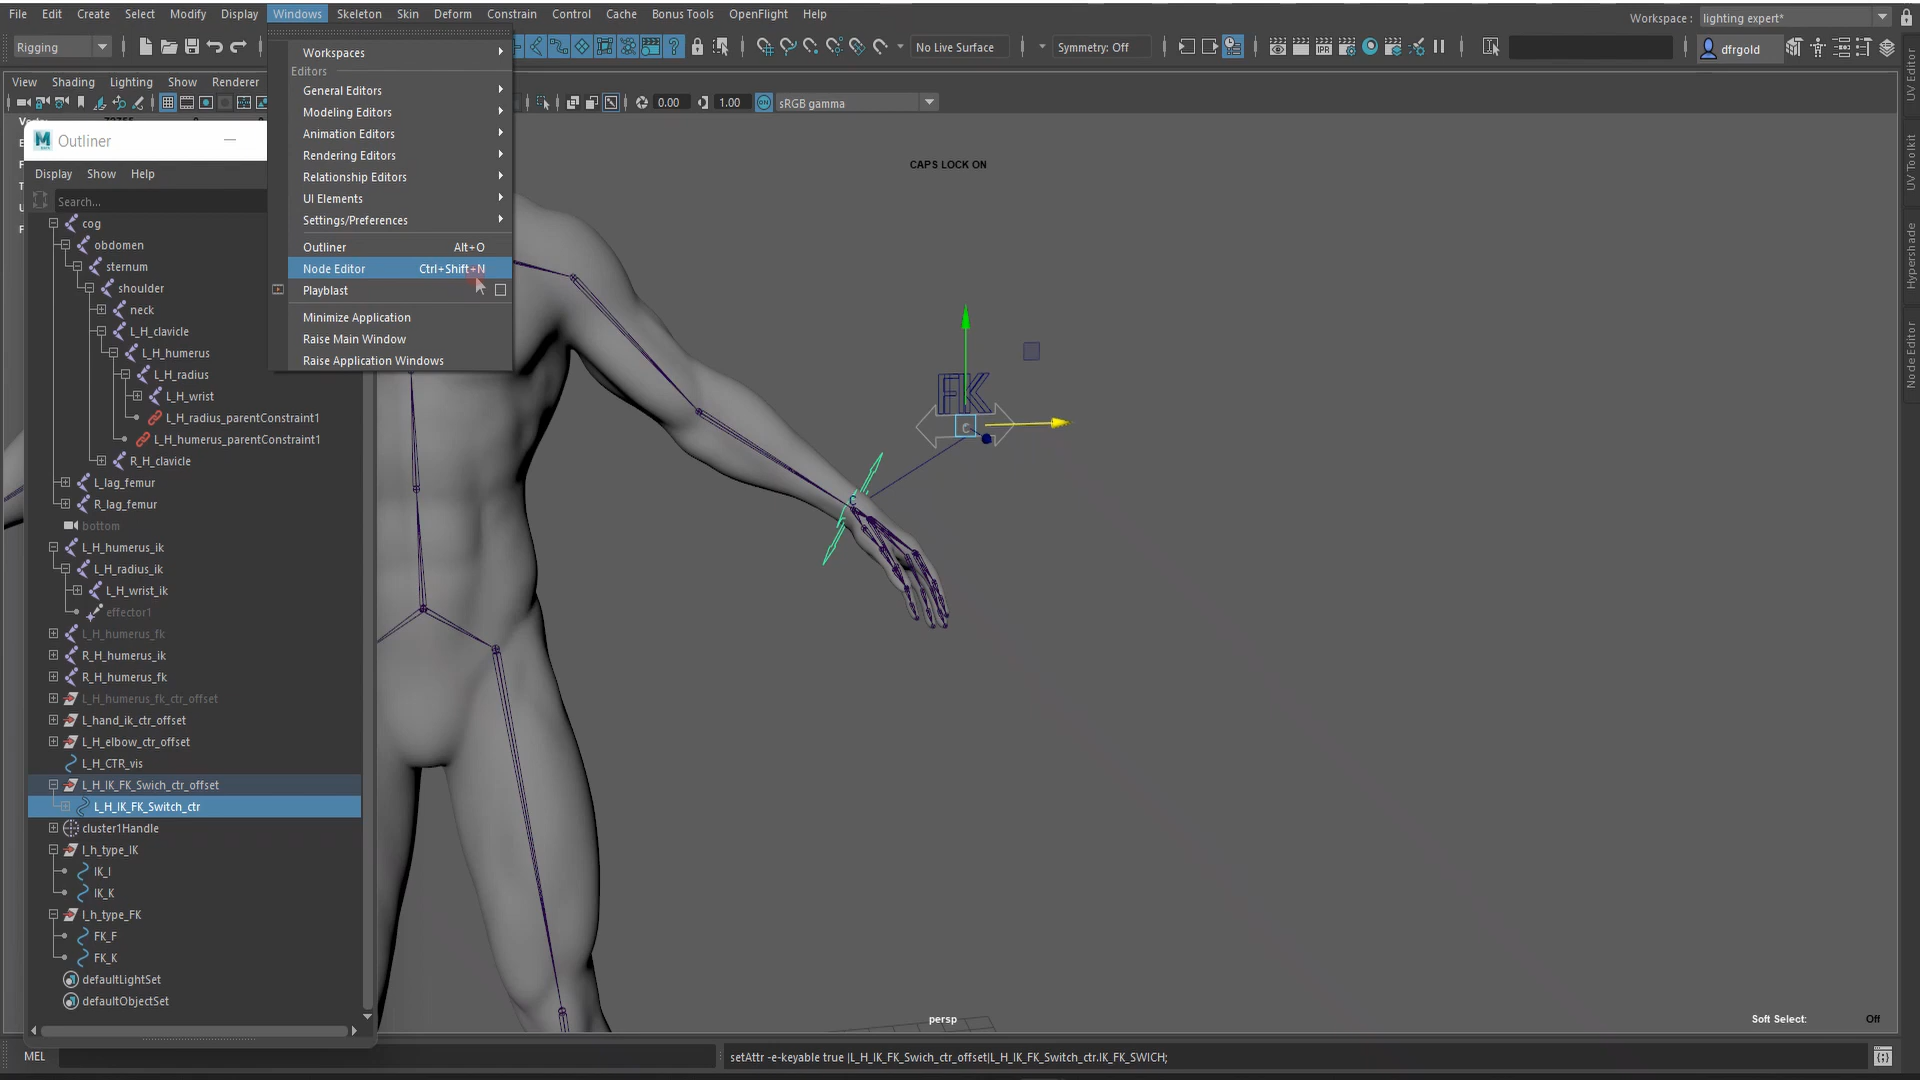 File Edit Create Select Modify Display Windows Skeleton Skin Deform Constrain Control Cache Bonus Tools OpenFlight Help
Workspace : lighting expert*
Rigging
No Live Surface
Symmetry: Off
dfrgold
View Shading Lighting Show Renderer
0.00
1.00
sRGB gamma
Workspaces
Editors
General Editors
Modeling Editors
Animation Editors
Rendering Editors
Relationship Editors
UI Elements
Settings/Preferences
Outliner Alt+O
Node Editor Ctrl+Shift+N
Playblast
Minimize Application
Raise Main Window
Raise Application Windows
Outliner
Display Show Help
Search...
cog
abdomen
sternum
shoulder
neck
L_H_clavicle
L_H_humerus
L_H_radius
L_H_wrist
L_H_radius_parentConstraint1
L_H_humerus_parentConstraint1
R_H_clavicle
L_lag_femur
R_lag_femur
bottom
L_H_humerus_ik
L_H_radius_ik
L_H_wrist_ik
effector1
L_H_humerus_fk
R_H_humerus_ik
R_H_humerus_fk
L_H_humerus_fk_ctr_offset
L_hand_ik_ctr_offset
L_H_elbow_ctr_offset
L_H_CTR_vis
L_H_IK_FK_Swich_ctr_offset
L_H_IK_FK_Switch_ctr
cluster1Handle
l_h_type_IK
IK_I
IK_K
l_h_type_FK
FK_F
FK_K
defaultLightSet
defaultObjectSet
CAPS LOCK ON
FK
persp
Soft Select: Off
UV Editor
UV Toolkit
Hypershade
Node Editor
MEL
setAttr -e-keyable true |L_H_IK_FK_Swich_ctr_offset|L_H_IK_FK_Switch_ctr.IK_FK_SWICH;